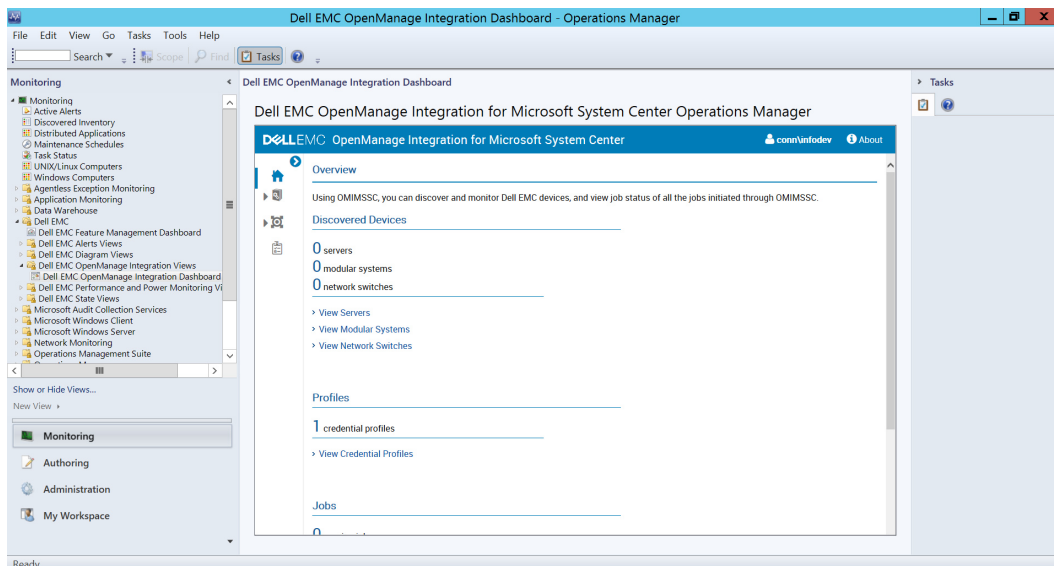 Dell EMC OpenManage Integration Dashboard - Operations Manager
File Edit View Go Tasks Tools Help
Search Scope Find Tasks
Monitoring
Monitoring
Active Alerts
Discovered Inventory
Distributed Applications
Maintenance Schedules
Task Status
UNIX/Linux Computers
Windows Computers
Agentless Exception Monitoring
Application Monitoring
Data Warehouse
Dell EMC
Dell EMC Feature Management Dashboard
Dell EMC Alerts Views
Dell EMC Diagram Views
Dell EMC OpenManage Integration Views
Dell EMC OpenManage Integration Dashboard
Dell EMC Performance and Power Monitoring Vi
Dell EMC State Views
Microsoft Audit Collection Services
Microsoft Windows Client
Microsoft Windows Server
Network Monitoring
Operations Management Suite
Show or Hide Views...
New View
Monitoring
Authoring
Administration
My Workspace
Ready
Dell EMC OpenManage Integration Dashboard
Dell EMC OpenManage Integration for Microsoft System Center Operations Manager
DELLEMC OpenManage Integration for Microsoft System Center
conn\infodev About
Overview
Using OMIMSSC, you can discover and monitor Dell EMC devices, and view job status of all the jobs initiated through OMIMSSC.
Discovered Devices
0 servers
0 modular systems
0 network switches
View Servers
View Modular Systems
View Network Switches
Profiles
1 credential profiles
View Credential Profiles
Jobs
0
Tasks